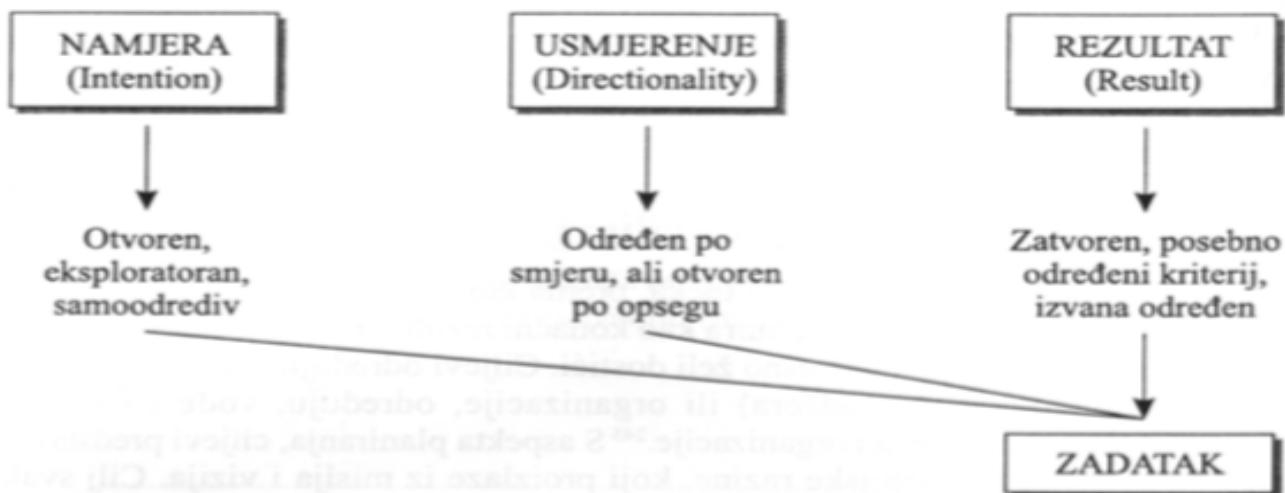 NAMJERA
(Intention)
USMJERENJE
(Directionality)
REZULTAT
(Result)
Otvoren,
eksploratoran,
samoodrediv
Određen po
smjeru, ali otvoren
po opsegu
Zatvoren, posebno
određeni kriterij,
izvana određen
ZADATAK